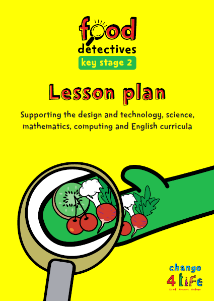 food
detectives
key stage 2
Lesson plan
Supporting the design and technology, science,
mathematics, computing and English curricula
change
4 LiFe